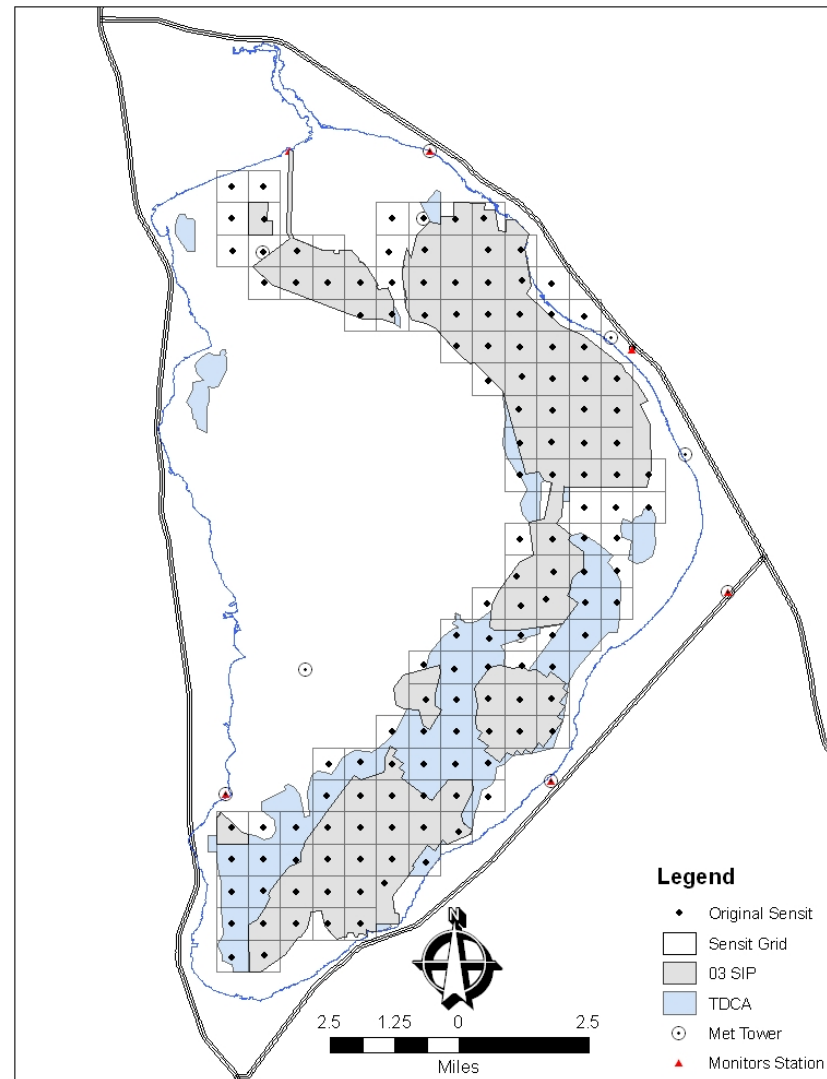 Legend
Original Sensit
Sensit Grid
03 SIP
TDCA
Met Tower
Monitors Station
N
2.5 1.25 0 2.5
Miles